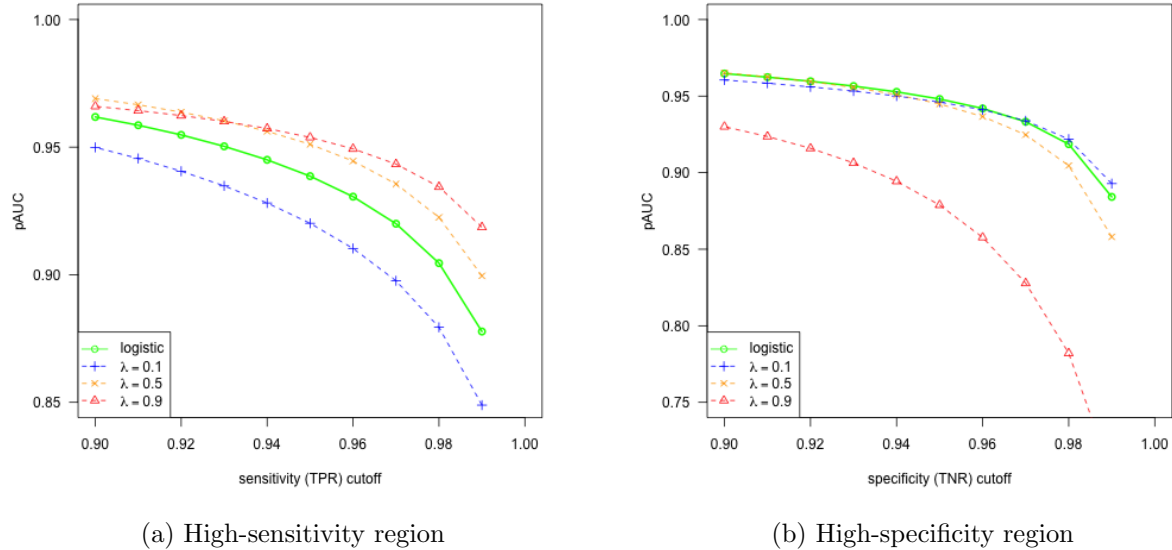 1.00
0.95
0.90
0.85
pAUC
logistic
λ = 0.1
λ = 0.5
λ = 0.9
0.90 0.92 0.94 0.96 0.98 1.00
sensitivity (TPR) cutoff
(a) High-sensitivity region
1.00
0.95
0.90
0.85
0.80
0.75
pAUC
logistic
λ = 0.1
λ = 0.5
λ = 0.9
0.90 0.92 0.94 0.96 0.98 1.00
specificity (TNR) cutoff
(b) High-specificity region